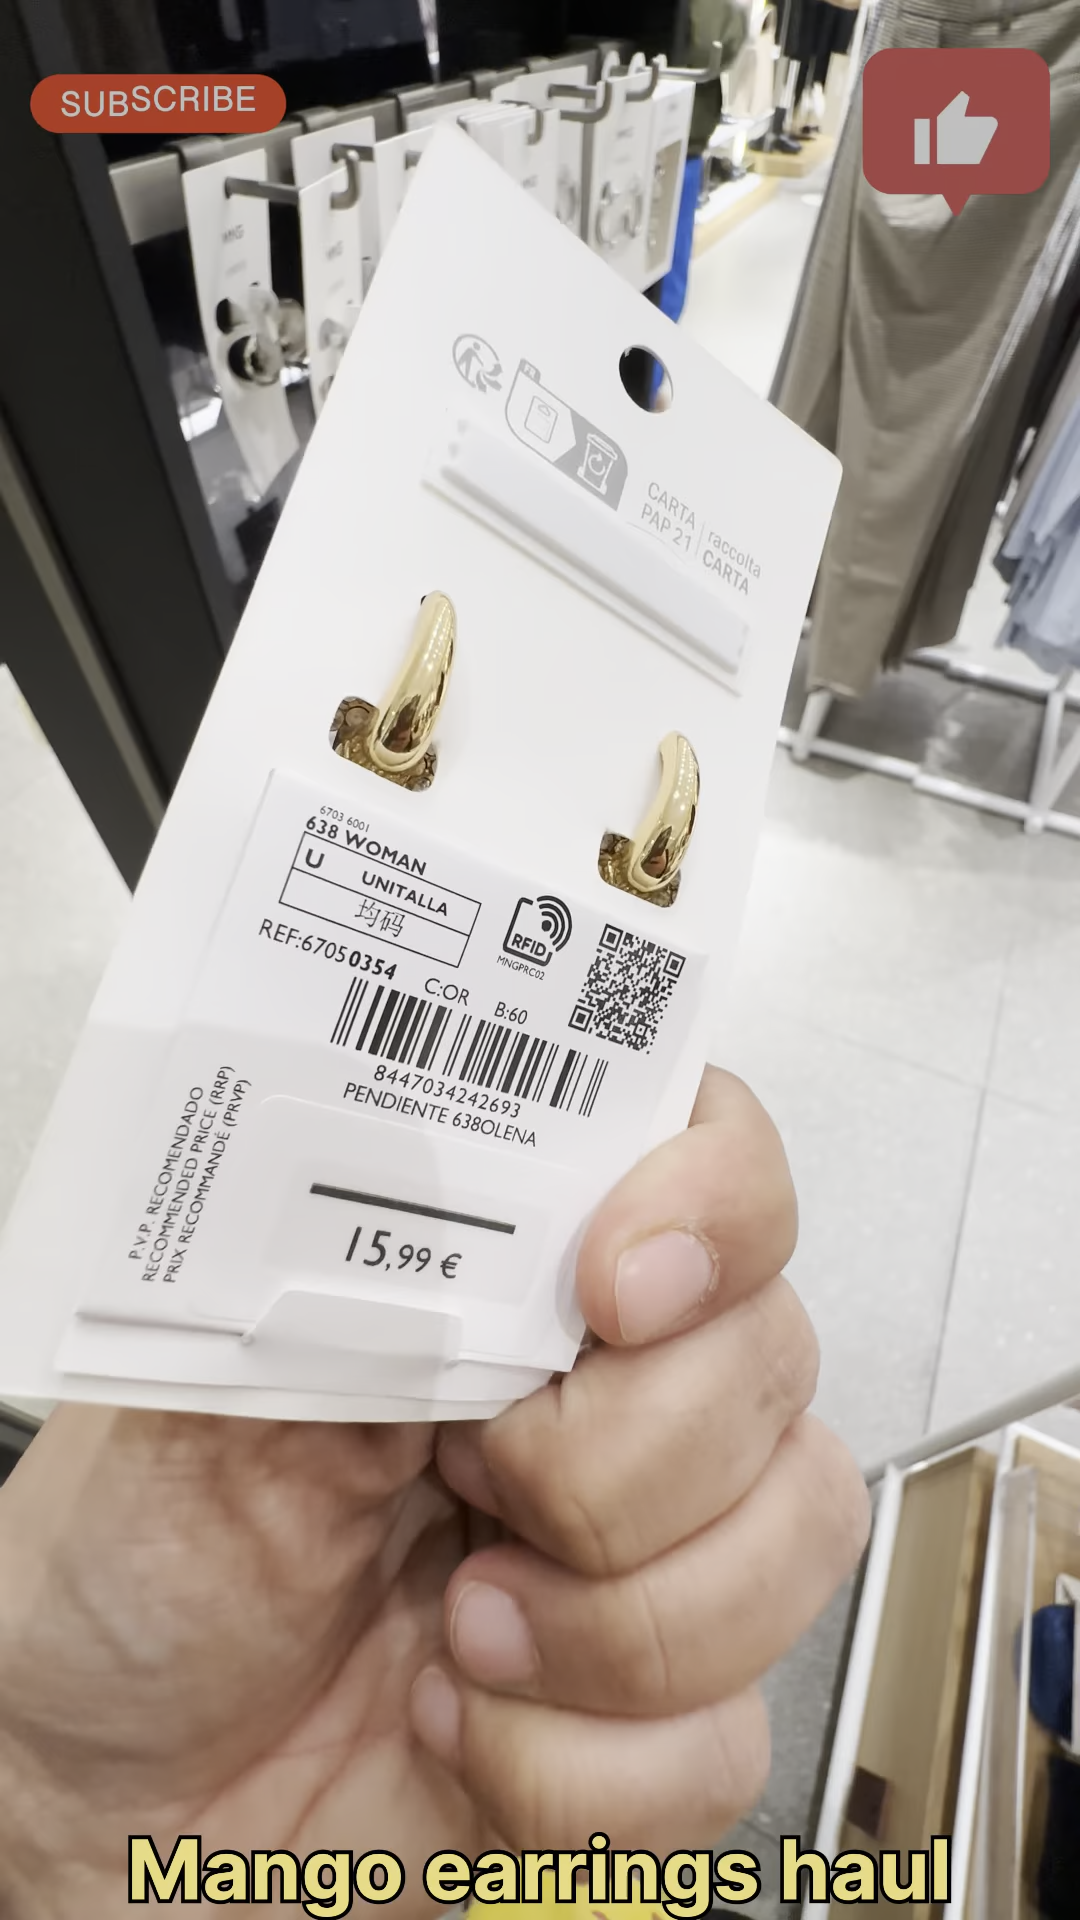 SUBSCRIBE
CARTA
PAP 21
raccolta
CARTA
6703 6001
638 WOMAN
U UNITALLA
均码
REF:67050354
C:OR B:60
RFID
MNGPRC02
8447034242693
PENDIENTE 638OLENA
P.V.P. RECOMENDADO
RECOMMENDED PRICE (RRP)
PRIX RECOMMANDÉ (PRVP)
15,99 €
Mango earrings haul